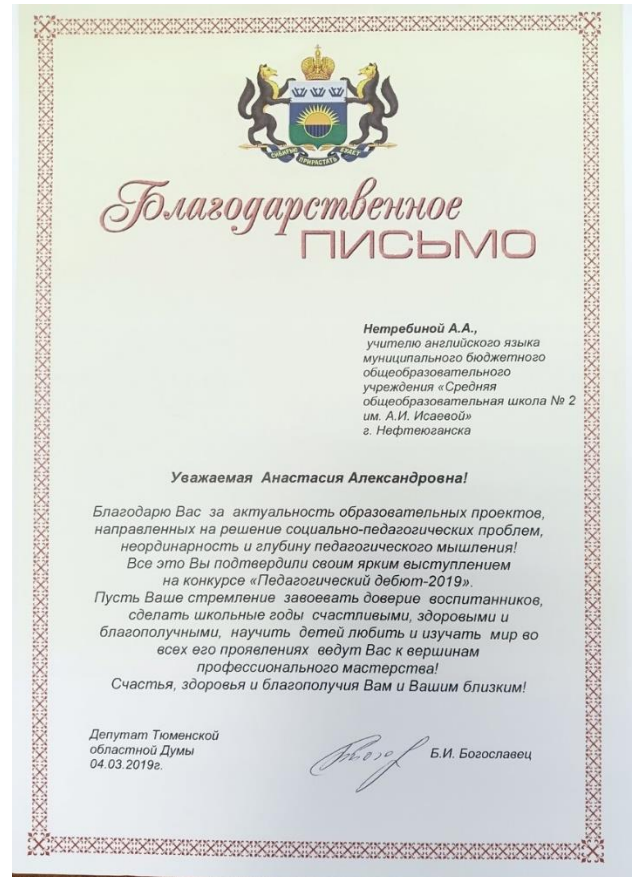 СИБИРЬЮ ПРИРАСТАТЬ БУДЕТ
Благодарственное
ПИСЬМО
Нетребиной А.А.,
учителю английского языка
муниципального бюджетного
общеобразовательного
учреждения «Средняя
общеобразовательная школа № 2
им. А.И. Исаевой»
г. Нефтеюганска
Уважаемая Анастасия Александровна!
Благодарю Вас за актуальность образовательных проектов,
направленных на решение социально-педагогических проблем,
неординарность и глубину педагогического мышления!
Все это Вы подтвердили своим ярким выступлением
на конкурсе «Педагогический дебют-2019».
Пусть Ваше стремление завоевать доверие воспитанников,
сделать школьные годы счастливыми, здоровыми и
благополучными, научить детей любить и изучать мир во
всех его проявлениях ведут Вас к вершинам
профессионального мастерства!
Счастья, здоровья и благополучия Вам и Вашим близким!
Депутат Тюменской
областной Думы
04.03.2019г.
Б.И. Богославец